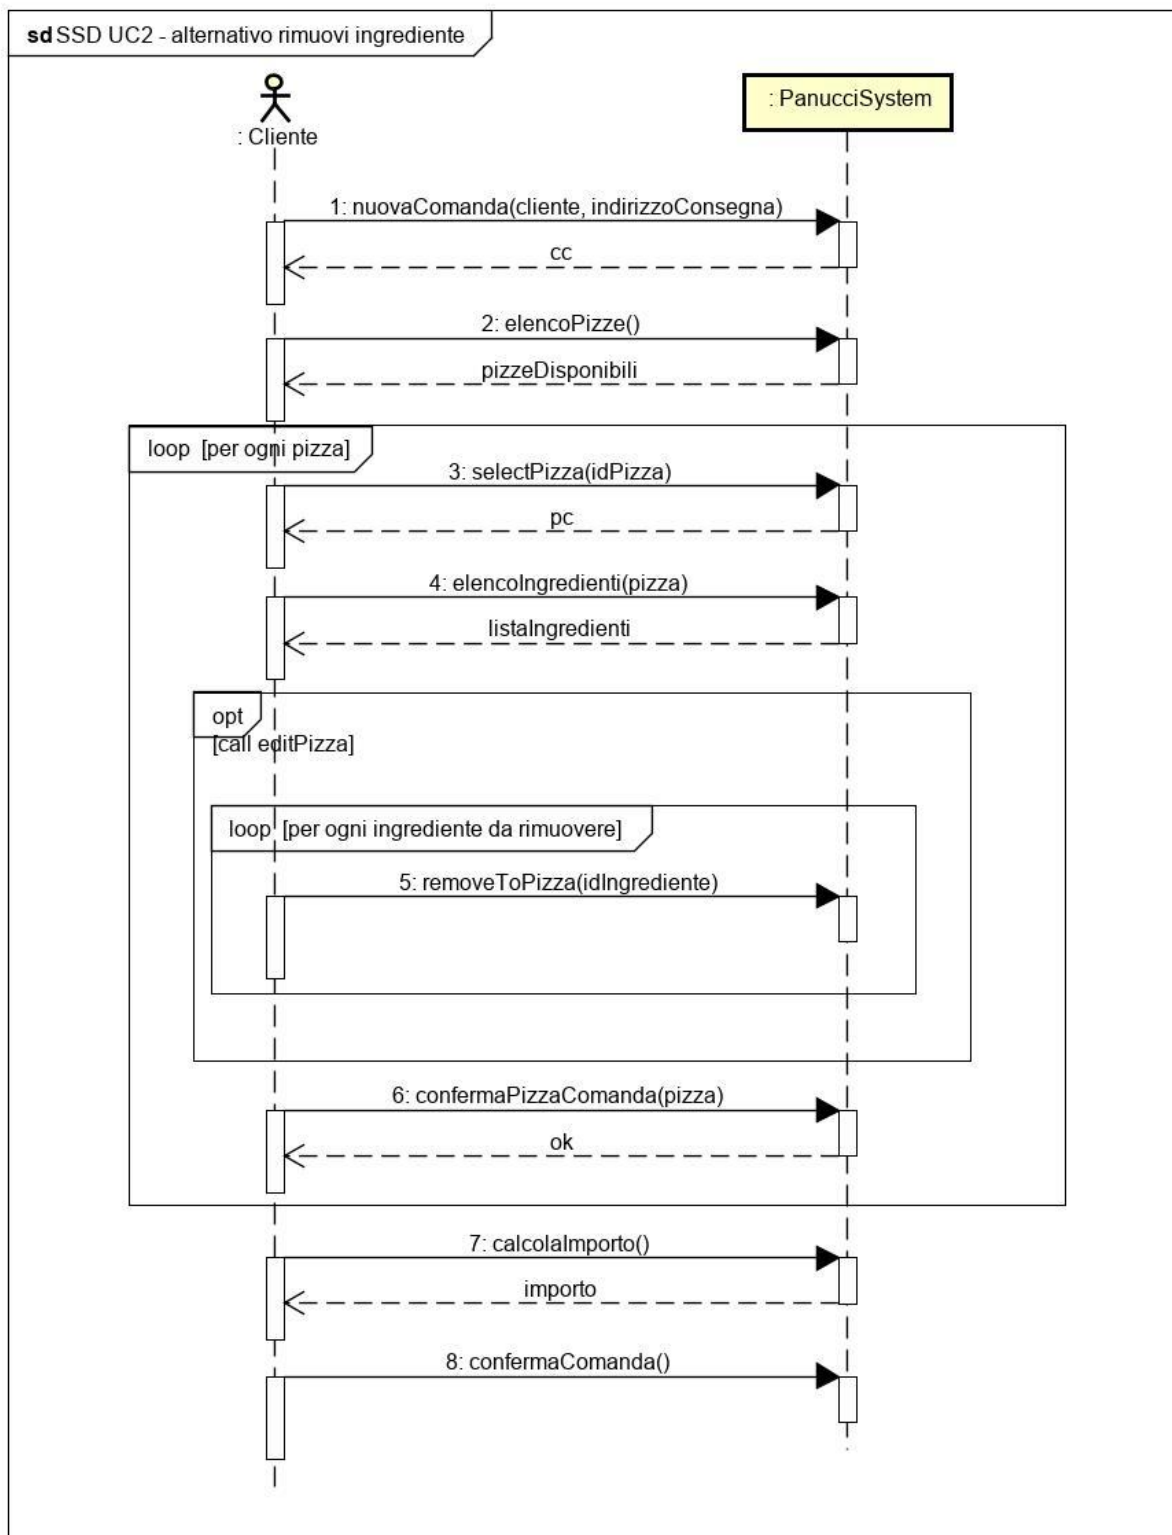 sd SSD UC2 - alternativo rimuovi ingrediente
: Cliente
: PanucciSystem
1: nuovaComanda(cliente, indirizzoConsegna)
cc
2: elencoPizze()
pizzeDisponibili
loop [per ogni pizza]
3: selectPizza(idPizza)
pc
4: elencoIngredienti(pizza)
listaIngredienti
opt
[call editPizza]
loop [per ogni ingrediente da rimuovere]
5: removeToPizza(idIngrediente)
6: confermaPizzaComanda(pizza)
ok
7: calcolaImporto()
importo
8: confermaComanda()